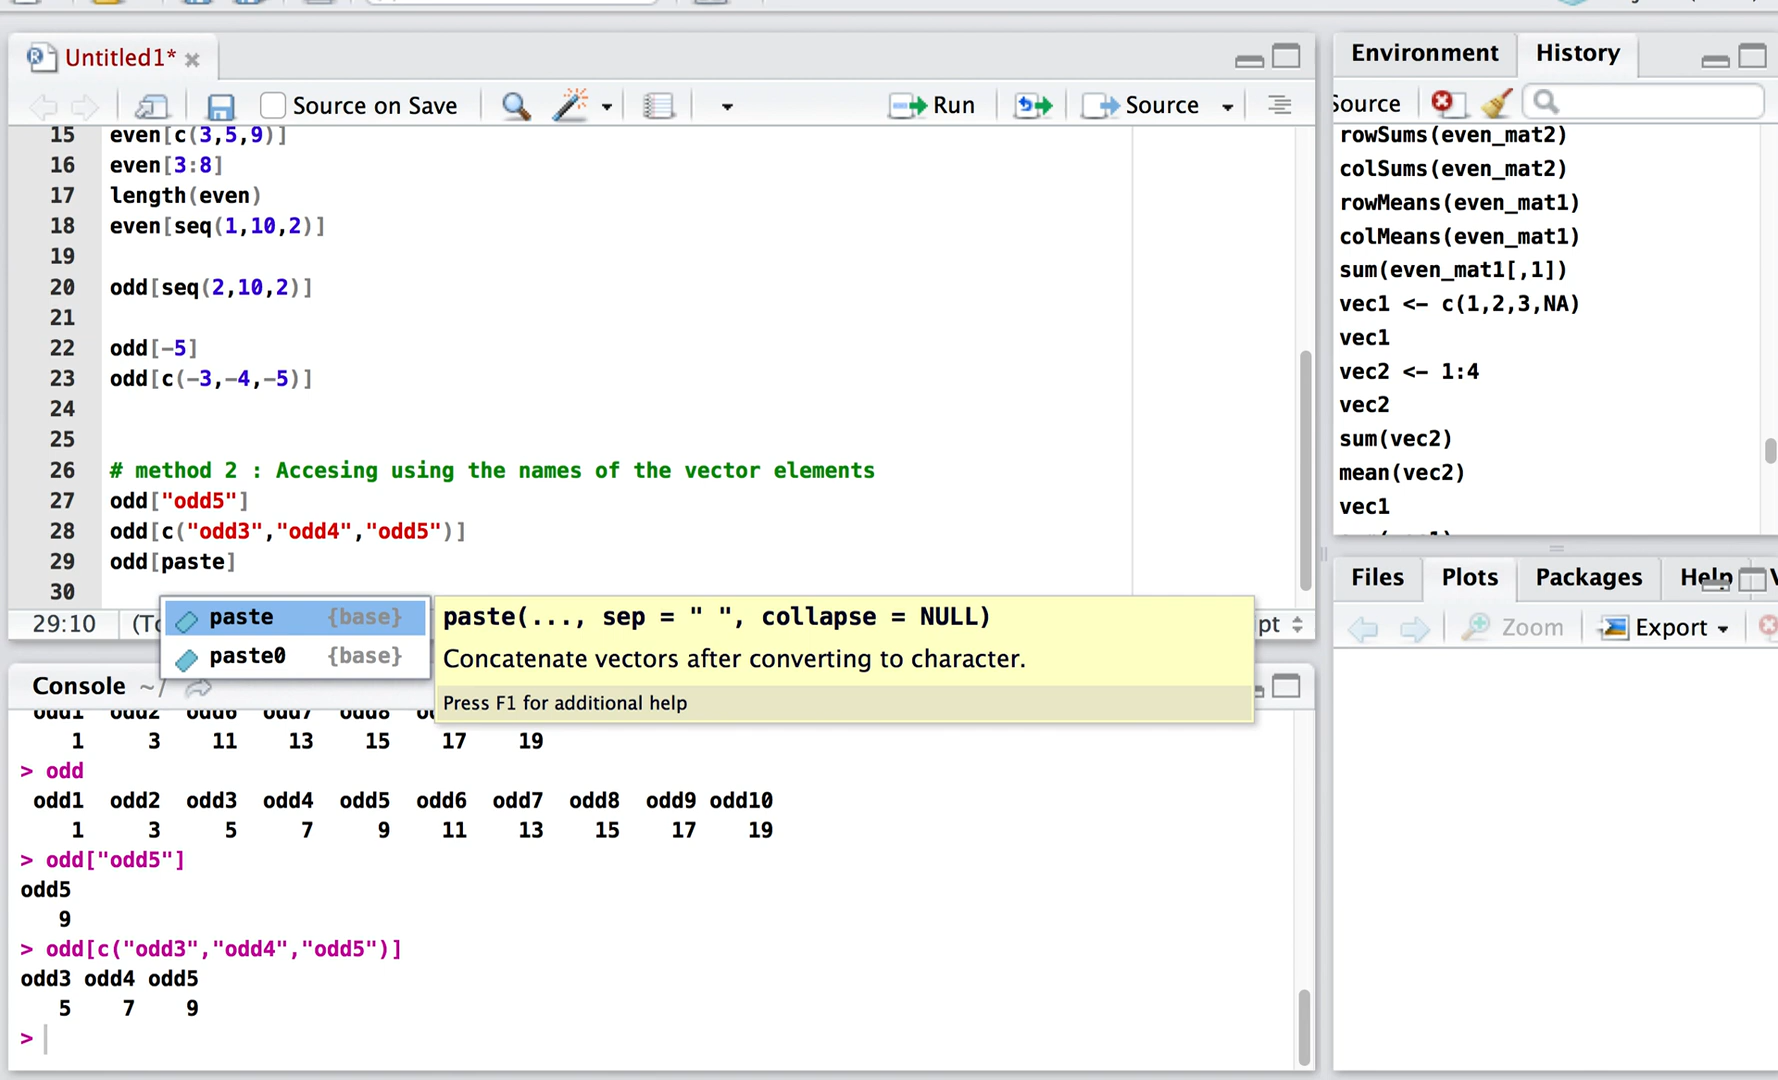 Untitled1*
Source on Save
Run
Source
15 even[c(3,5,9)]
16 even[3:8]
17 length(even)
18 even[seq(1,10,2)]
19
20 odd[seq(2,10,2)]
21
22 odd[-5]
23 odd[c(-3,-4,-5)]
24
25
26 # method 2 : Accesing using the names of the vector elements
27 odd["odd5"]
28 odd[c("odd3","odd4","odd5")]
29 odd[paste]
30
29:10
paste {base}
paste0 {base}
paste(..., sep = " ", collapse = NULL)
Concatenate vectors after converting to character.
Press F1 for additional help
Console ~/
odd1 odd2 odd6 odd7 odd8
1 3 11 13 15 17 19
> odd
odd1 odd2 odd3 odd4 odd5 odd6 odd7 odd8 odd9 odd10
1 3 5 7 9 11 13 15 17 19
> odd["odd5"]
odd5
9
> odd[c("odd3","odd4","odd5")]
odd3 odd4 odd5
5 7 9
>
Environment History
Source
rowSums(even_mat2)
colSums(even_mat2)
rowMeans(even_mat1)
colMeans(even_mat1)
sum(even_mat1[,1])
vec1 <- c(1,2,3,NA)
vec1
vec2 <- 1:4
vec2
sum(vec2)
mean(vec2)
vec1
Files Plots Packages Help
Zoom Export